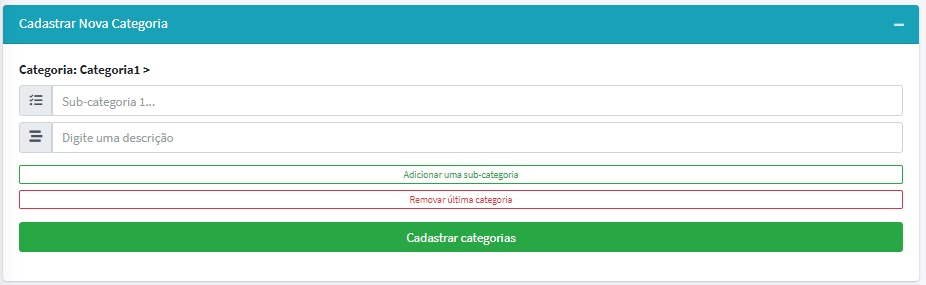 Cadastrar Nova Categoria
Categoria: Categoria1 >
Sub-categoria 1...
Digite uma descrição
Adicionar uma sub-categoria
Removar última categoria
Cadastrar categorias